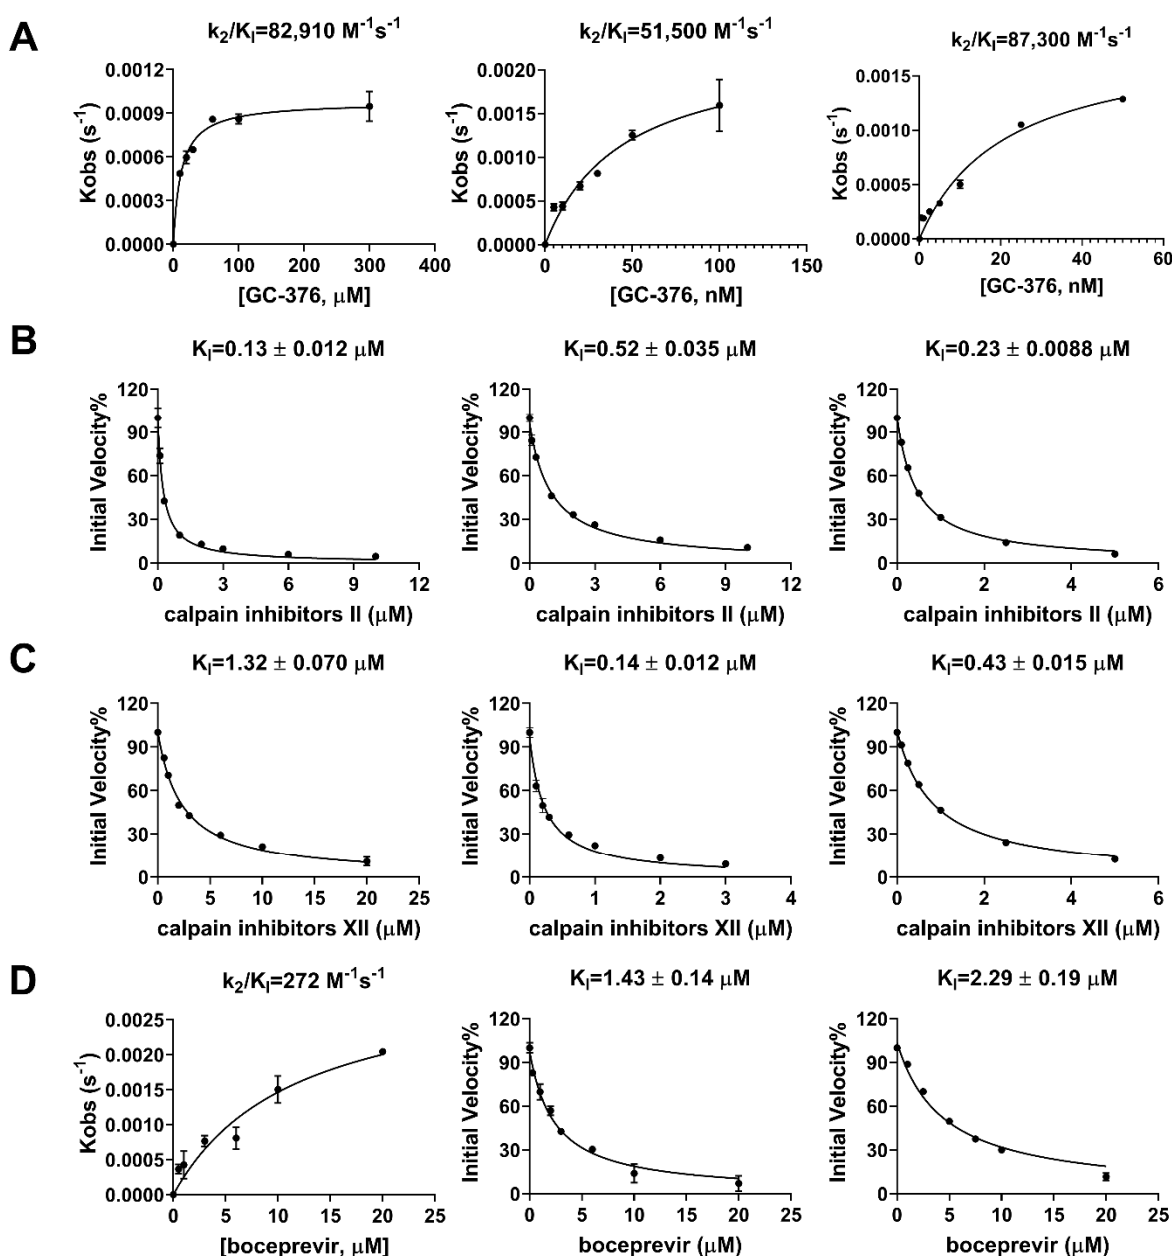 A
k₂/Kᵢ=82,910 M⁻¹s⁻¹
Kobs (s⁻¹)
0.0012
0.0009
0.0006
0.0003
0.0000
0 100 200 300 400
[GC-376, μM]
k₂/Kᵢ=51,500 M⁻¹s⁻¹
Kobs (s⁻¹)
0.0020
0.0015
0.0010
0.0005
0.0000
0 50 100 150
[GC-376, nM]
k₂/Kᵢ=87,300 M⁻¹s⁻¹
Kobs (s⁻¹)
0.0015
0.0010
0.0005
0.0000
0 20 40 60
[GC-376, nM]
B
Kᵢ=0.13 ± 0.012 μM
Initial Velocity%
120
90
60
30
0
0 3 6 9 12
calpain inhibitors II (μM)
Kᵢ=0.52 ± 0.035 μM
Initial Velocity%
120
90
60
30
0
0 3 6 9 12
calpain inhibitors II (μM)
Kᵢ=0.23 ± 0.0088 μM
Initial Velocity%
120
90
60
30
0
0 2 4 6
calpain inhibitors II (μM)
C
Kᵢ=1.32 ± 0.070 μM
Initial Velocity%
120
90
60
30
0
0 5 10 15 20 25
calpain inhibitors XII (μM)
Kᵢ=0.14 ± 0.012 μM
Initial Velocity%
120
90
60
30
0
0 1 2 3 4
calpain inhibitors XII (μM)
Kᵢ=0.43 ± 0.015 μM
Initial Velocity%
120
90
60
30
0
0 2 4 6
calpain inhibitors XII (μM)
D
k₂/Kᵢ=272 M⁻¹s⁻¹
Kobs (s⁻¹)
0.0025
0.0020
0.0015
0.0010
0.0005
0.0000
0 5 10 15 20 25
[boceprevir, μM]
Kᵢ=1.43 ± 0.14 μM
Initial Velocity%
120
90
60
30
0
0 5 10 15 20 25
boceprevir (μM)
Kᵢ=2.29 ± 0.19 μM
Initial Velocity%
120
90
60
30
0
0 5 10 15 20 25
boceprevir (μM)